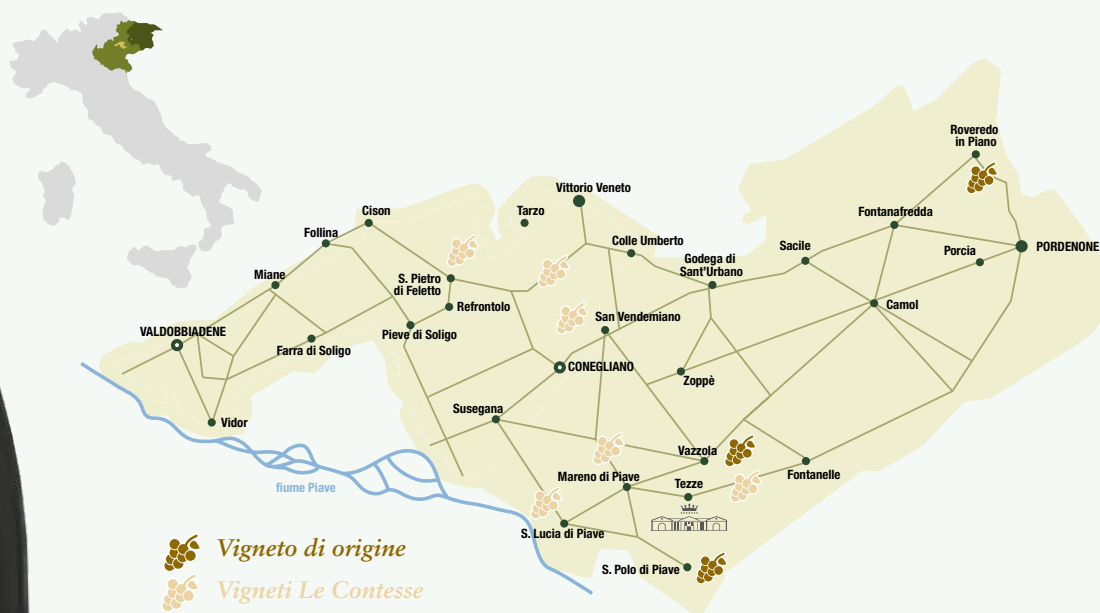 Roveredo
in Piano
Vittorio Veneto
Cison
Tarzo
Fontanafredda
Follina
Colle Umberto
Sacile
PORDENONE
Porcia
Godega di
Sant'Urbano
Miane
S. Pietro
di Feletto
Refrontolo
Camol
San Vendemiano
VALDOBBIADENE
Pieve di Soligo
Farra di Soligo
CONEGLIANO
Zoppè
Susegana
Vidor
Vazzola
Mareno di Piave
Tezze
Fontanelle
fiume Piave
S. Lucia di Piave
S. Polo di Piave
Vigneto di origine
Vigneti Le Contesse